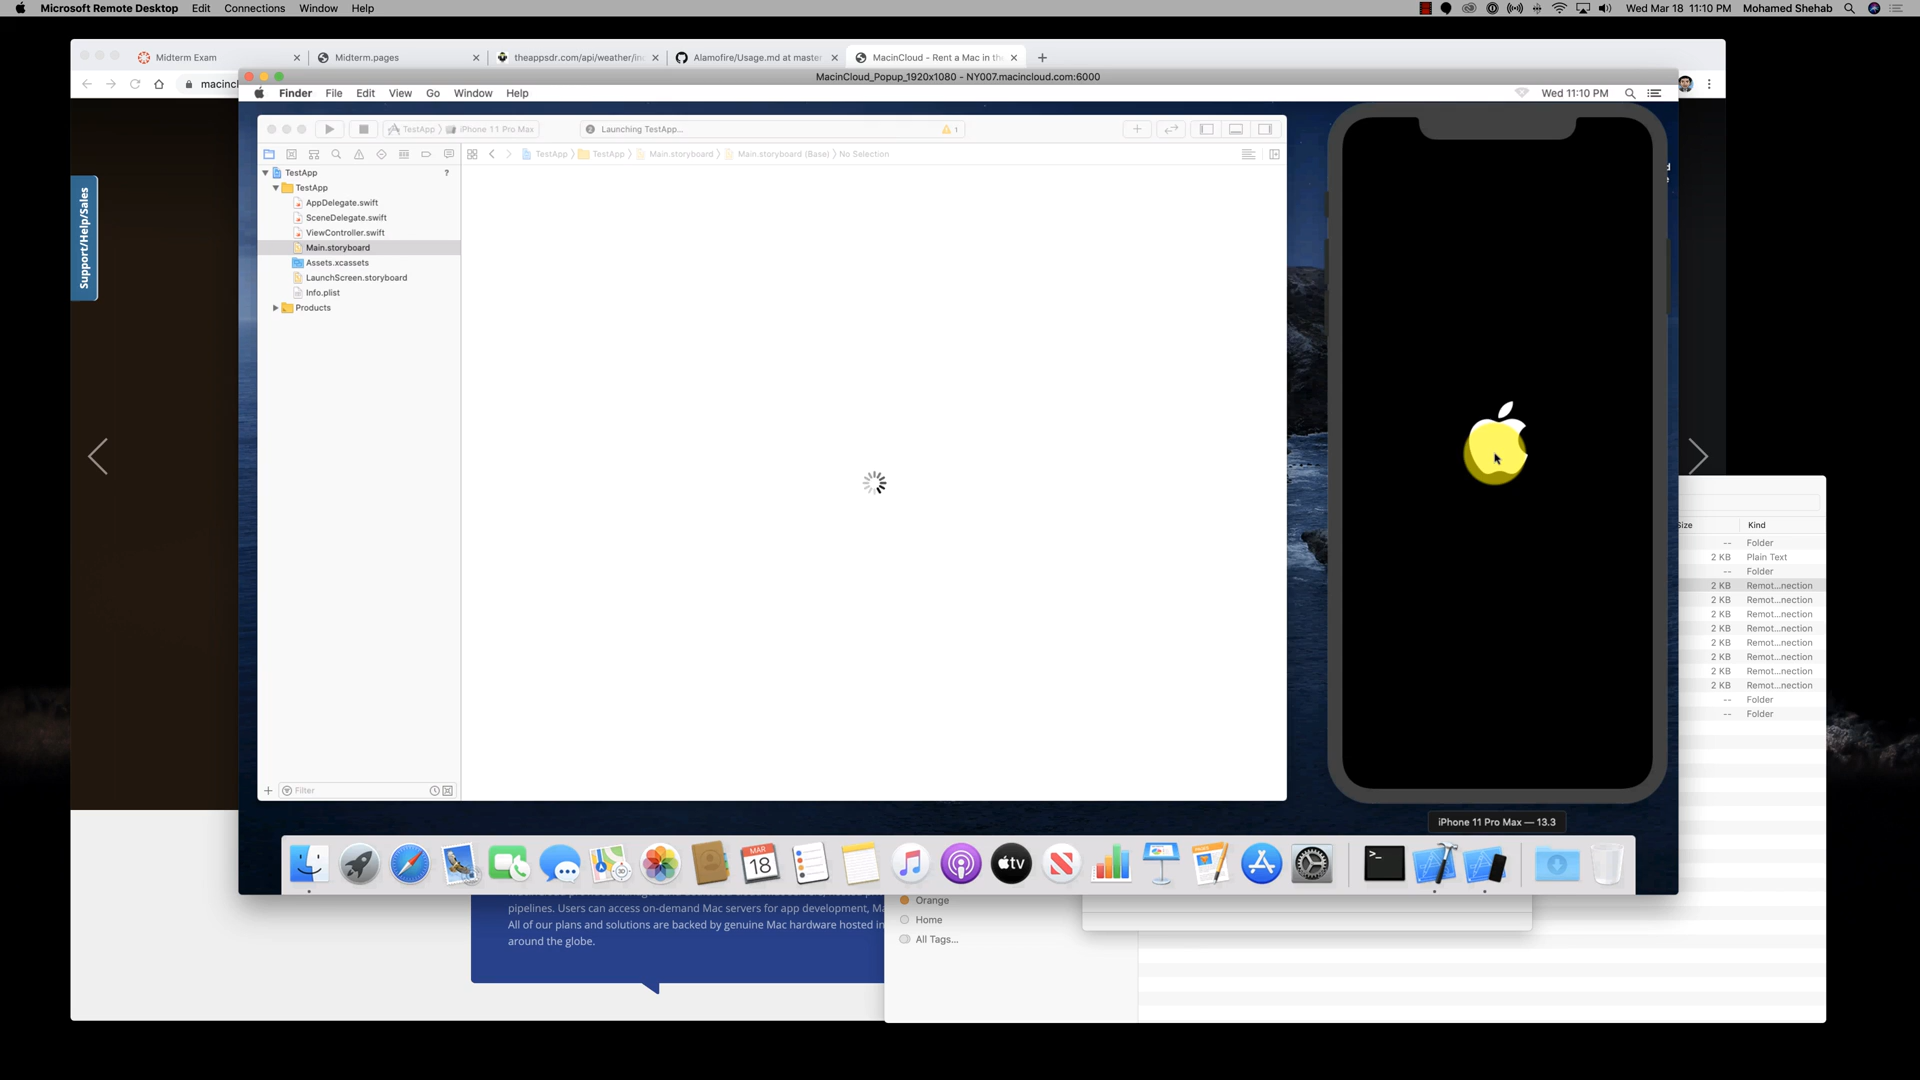 Microsoft Remote Desktop Edit Connections Window Help
Wed Mar 18 11:10 PM Mohamed Shehab
Midterm Exam
Midterm.pages
theappsdr.com/api/weather/in
Alamofire/Usage.md at master
MacinCloud - Rent a Mac in the
macincl
MacinCloud_Popup_1920x1080 - NY007.macincloud.com:6000
Finder File Edit View Go Window Help
Wed 11:10 PM
TestApp
iPhone 11 Pro Max
2
Launching TestApp...
1
TestApp
TestApp
Main.storyboard
Main.storyboard (Base)
No Selection
TestApp
?
TestApp
AppDelegate.swift
SceneDelegate.swift
ViewController.swift
Main.storyboard
Assets.xcassets
LaunchScreen.storyboard
Info.plist
Products
Filter
Support/Help/Sales
iPhone 11 Pro Max — 13.3
Size Kind
-- Folder
2 KB Plain Text
-- Folder
2 KB Remot...nection
2 KB Remot...nection
2 KB Remot...nection
2 KB Remot...nection
2 KB Remot...nection
2 KB Remot...nection
2 KB Remot...nection
2 KB Remot...nection
-- Folder
-- Folder
MAR
18
tv
pipelines. Users can access on-demand Mac servers for app development, Ma
All of our plans and solutions are backed by genuine Mac hardware hosted in
around the globe.
Orange
Home
All Tags...